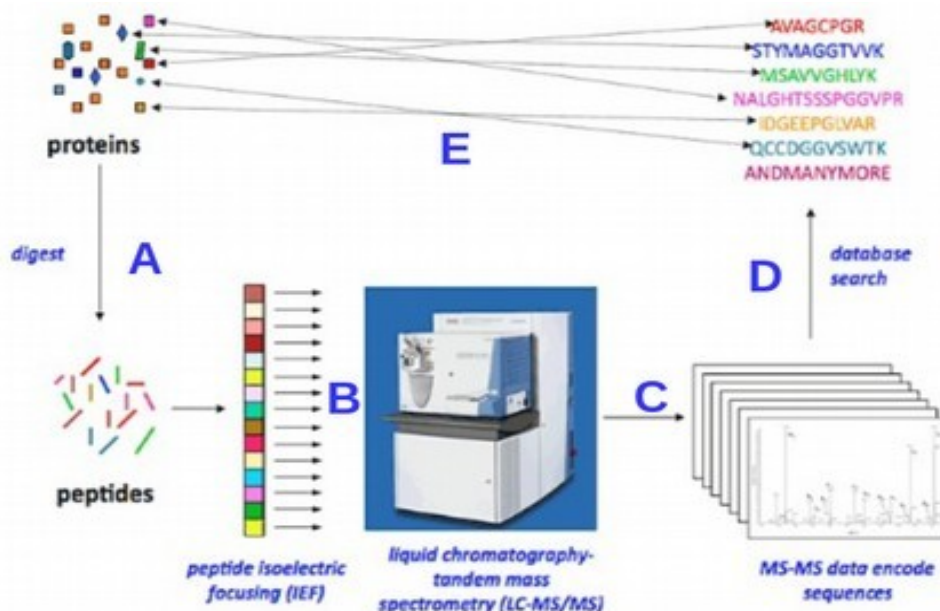 AVAGCPGR
STYMAGGTVVK
MSAVVGHLYK
NALGHTSSSPGGVPR
IDGEEPGLVAR
QCCDGGVSWTK
ANDMANYMORE
proteins
E
digest
A
D
database
search
B
C
peptides
peptide isoelectric
focusing (IEF)
liquid chromatography-
tandem mass
spectrometry (LC-MS/MS)
MS-MS data encode
sequences